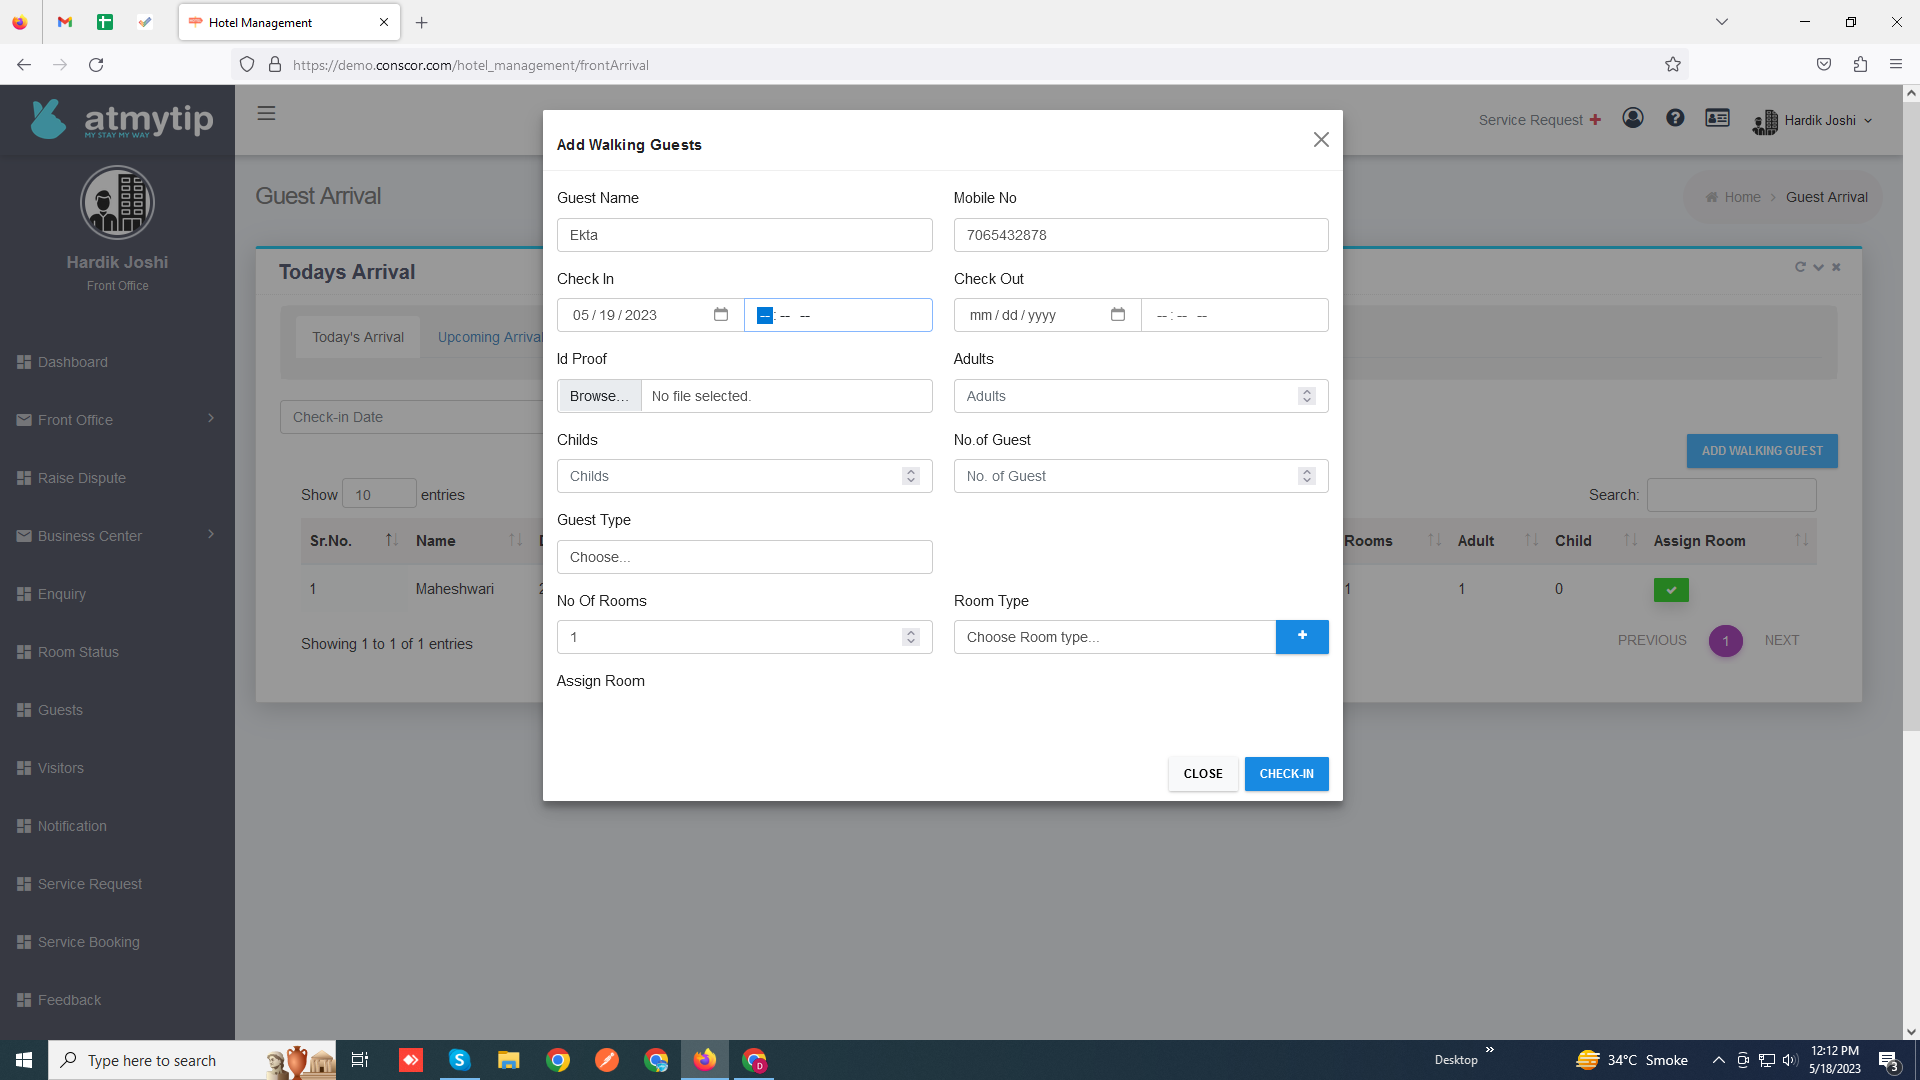 Hotel Management
https://demo.conscor.com/hotel_management/frontArrival
atmytip
MY STAY MY WAY
Service Request
Hardik Joshi
Hardik Joshi
Front Office
Dashboard
Front Office
Raise Dispute
Business Center
Enquiry
Room Status
Guests
Visitors
Notification
Service Request
Service Booking
Feedback
Guest Arrival
Home > Guest Arrival
Todays Arrival
Today's Arrival
Upcoming Arrival
Check-in Date
ADD WALKING GUEST
Show 10 entries
Search:
Sr.No. Name Rooms Adult Child Assign Room
1 Maheshwari 1 1 0
Showing 1 to 1 of 1 entries
PREVIOUS 1 NEXT
Add Walking Guests
Guest Name
Ekta
Mobile No
7065432878
Check In
05 / 19 / 2023
-- : -- --
Check Out
mm / dd / yyyy
-- : -- --
Id Proof
Browse... No file selected.
Adults
Adults
Childs
Childs
No.of Guest
No. of Guest
Guest Type
Choose...
No Of Rooms
1
Room Type
Choose Room type...
+
Assign Room
CLOSE
CHECK-IN
Type here to search
Desktop
34°C Smoke
12:12 PM
5/18/2023
3